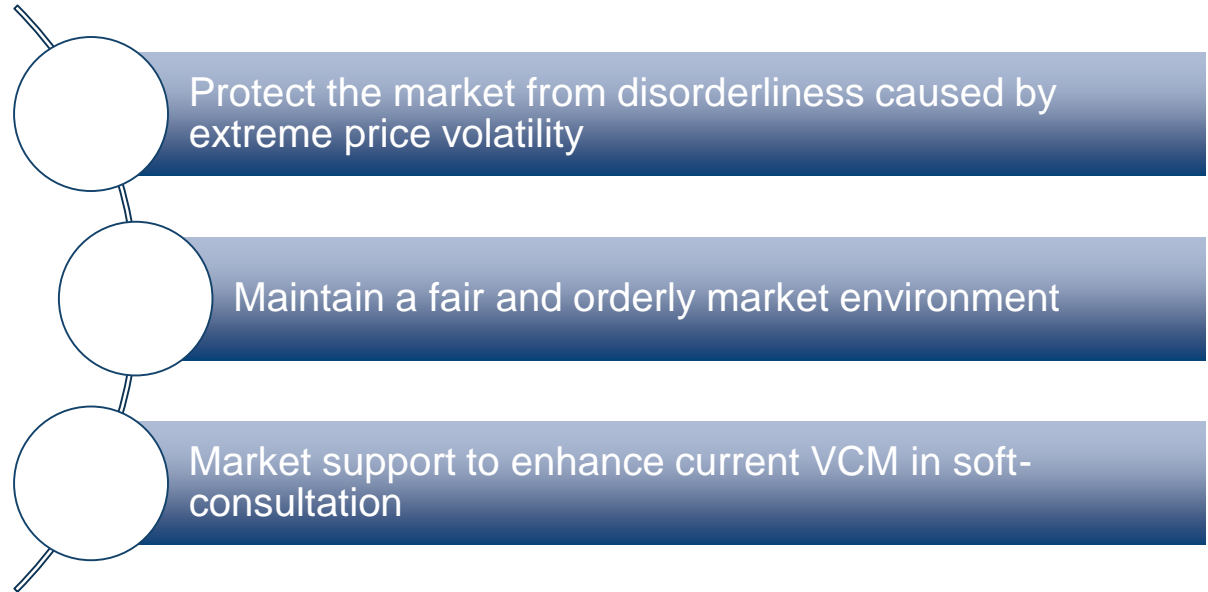 Protect the market from disorderliness caused by
extreme price volatility
Maintain a fair and orderly market environment
Market support to enhance current VCM in soft-
consultation